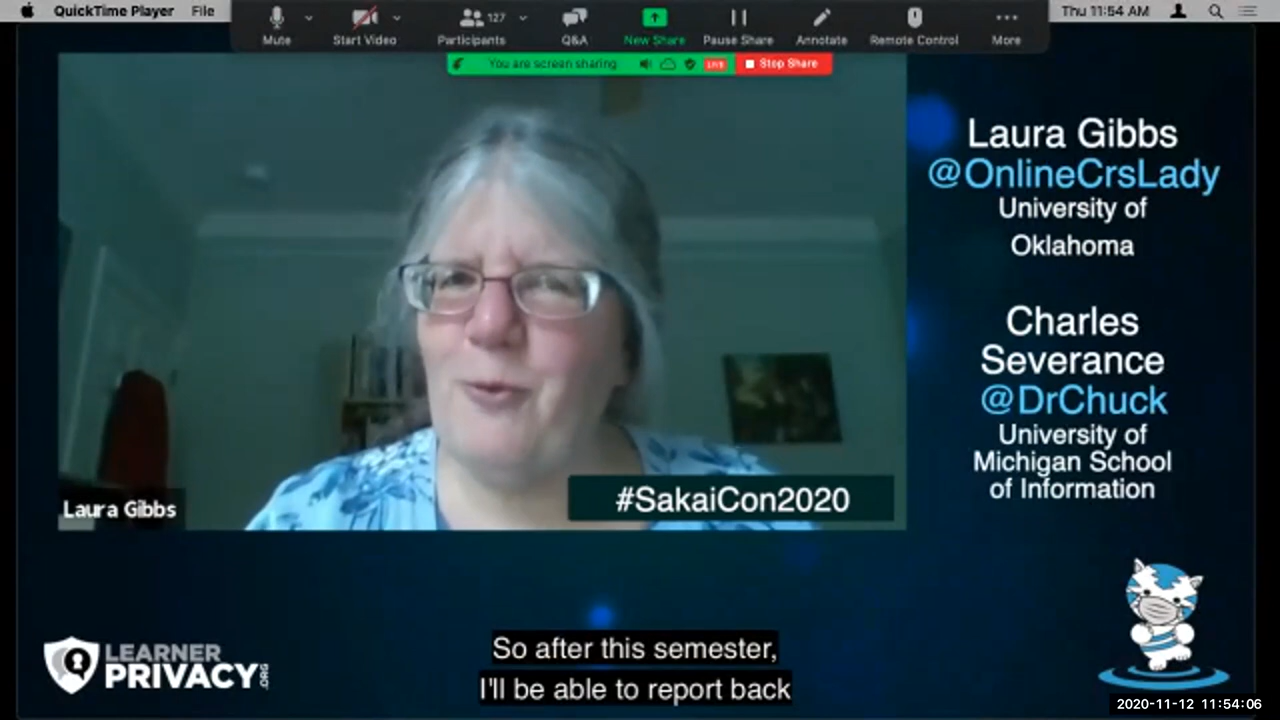 QuickTime Player File
Thu 11:54 AM
127
Mute
Start Video
Participants
Q&A
New Share
Pause Share
Annotate
Remote Control
More
You are screen sharing
LIVE
Stop Share
Laura Gibbs
@OnlineCrsLady
University of
Oklahoma
Charles
Severance
@DrChuck
University of
Michigan School
of Information
#SakaiCon2020
Laura Gibbs
LEARNER
PRIVACY.ORG
So after this semester,
I'll be able to report back
2020-11-12 11:54:06